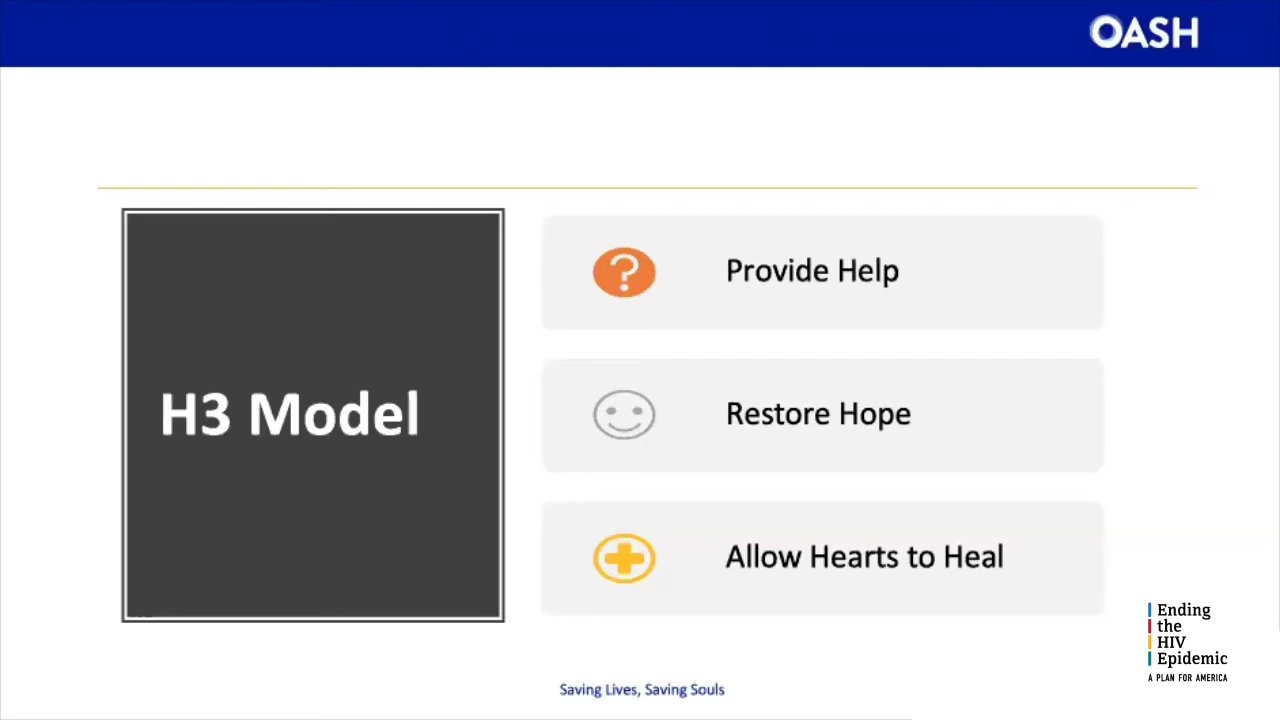 OASH
H3 Model
?
Provide Help
Restore Hope
Allow Hearts to Heal
Ending
the
HIV
Epidemic
A PLAN FOR AMERICA
Saving Lives, Saving Souls